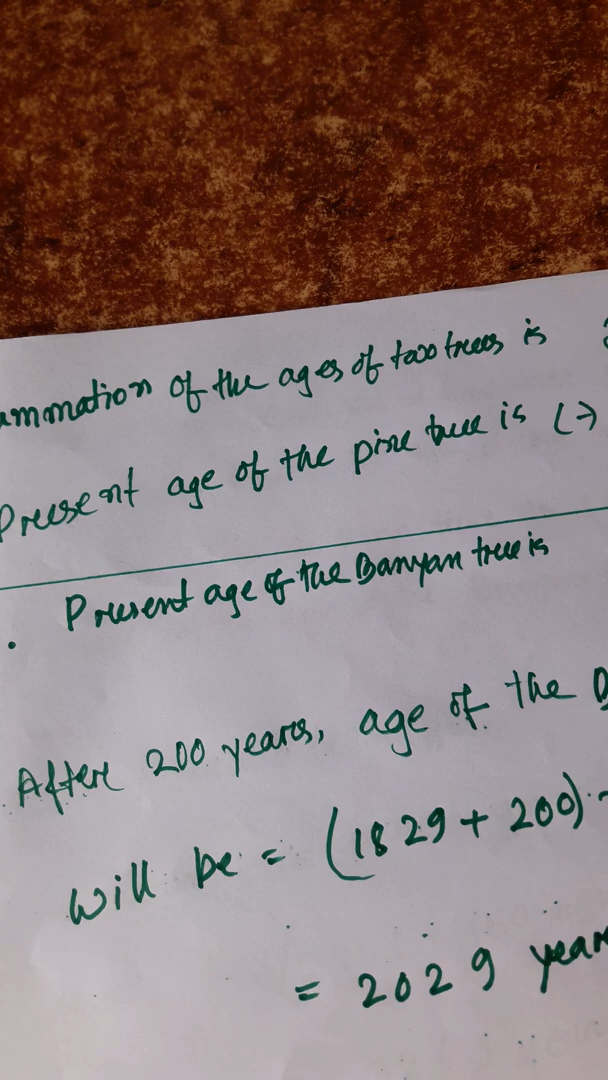 ummation of the ages of two trees is
Present age of the pine tree is (-)
Present age of the Banyan tree is
After 200 years, age of the B
will be = (1829 + 200)
= 2029 year